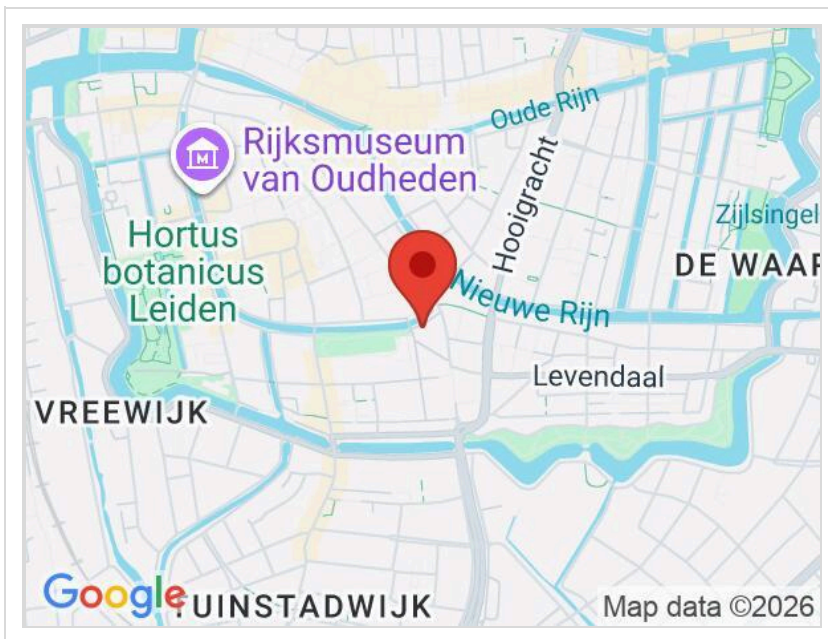 Oude Rijn
Hooigracht
Rijksmuseum
van Oudheden
M
Zijlsingel
Hortus
botanicus
Leiden
DE WAAR
Nieuwe Rijn
Levendaal
VREEWIJK
Google
TUINSTADWIJK
Map data ©2026